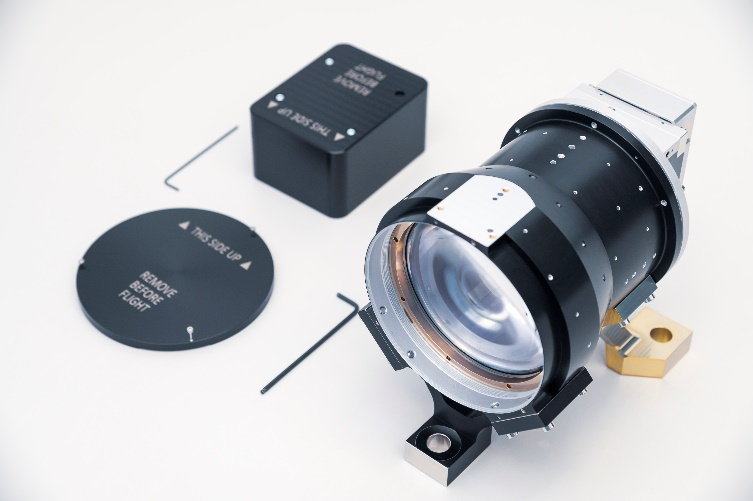 REMOVE
BEFORE
FLIGHT
THIS SIDE UP
THIS SIDE UP
REMOVE
BEFORE
FLIGHT